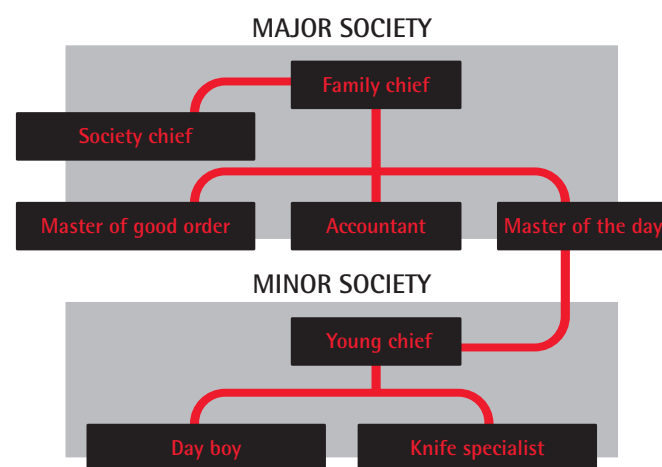 MAJOR SOCIETY
Family chief
Society chief
Master of good order
Accountant
Master of the day
MINOR SOCIETY
Young chief
Day boy
Knife specialist